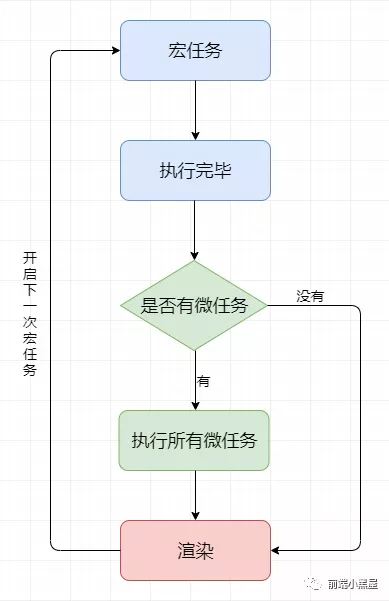 宏任务
执行完毕
开启下一次宏任务
是否有微任务
没有
有
执行所有微任务
渲染
前端小黑屋